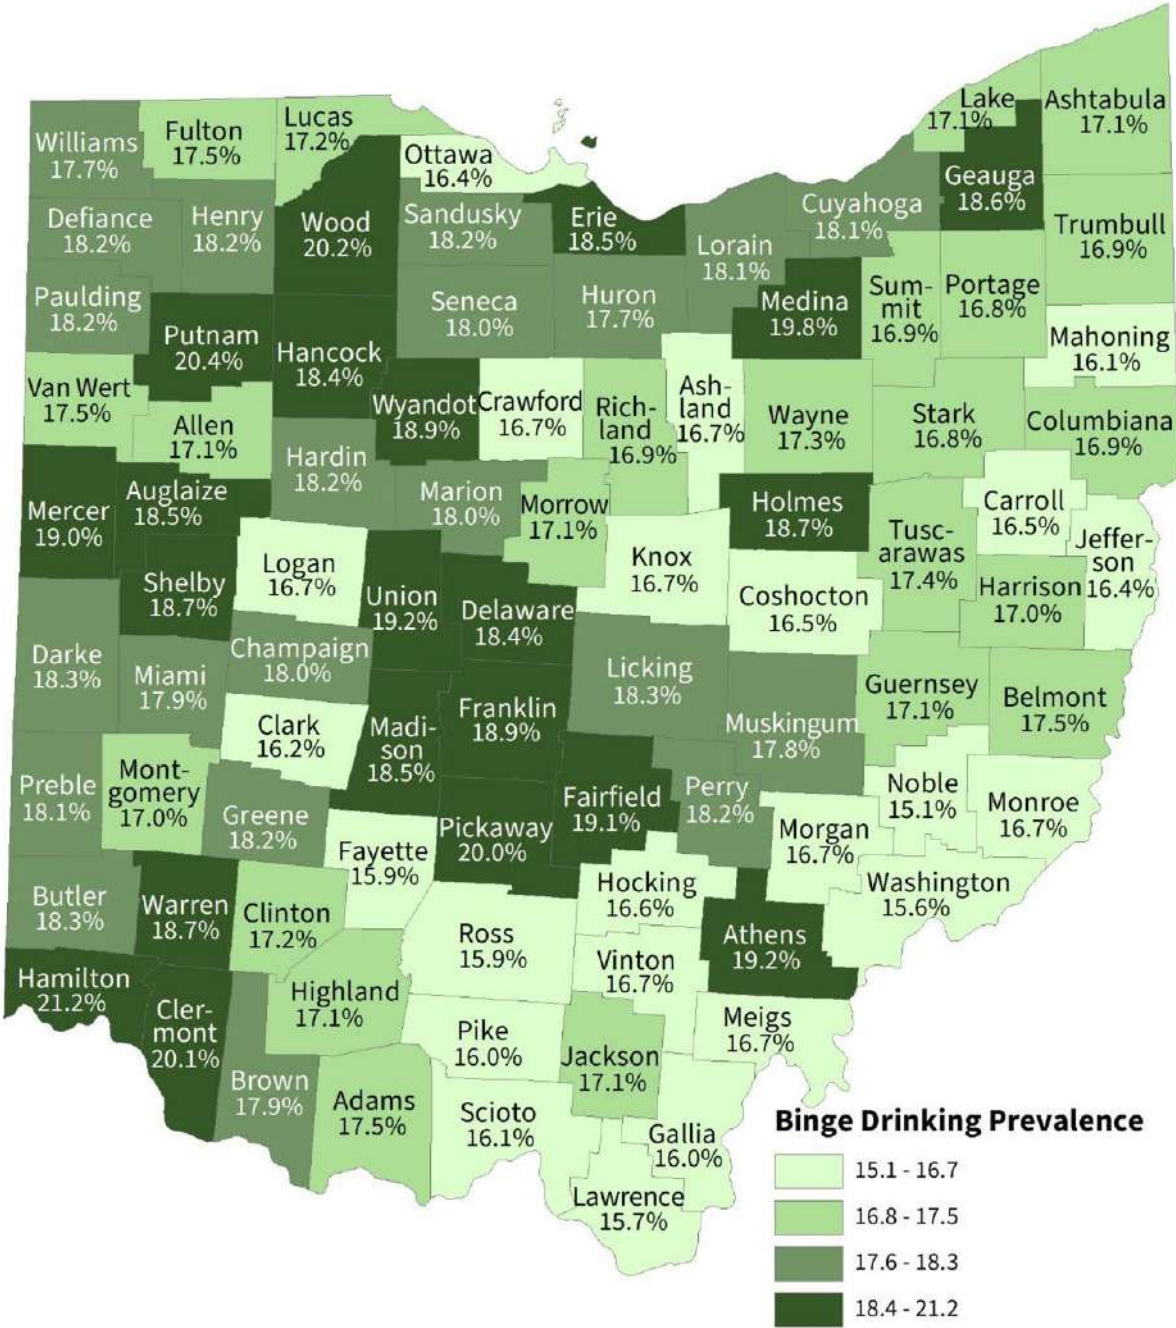 Lake
17.1%
Ashtabula
17.1%
Lucas
17.2%
Williams
17.7%
Fulton
17.5%
Ottawa
16.4%
Geauga
18.6%
Defiance
18.2%
Henry
18.2%
Wood
20.2%
Sandusky
18.2%
Erie
18.5%
Lorain
18.1%
Cuyahoga
18.1%
Trumbull
16.9%
Paulding
18.2%
Putnam
20.4%
Hancock
18.4%
Seneca
18.0%
Huron
17.7%
Medina
19.8%
Sum-
mit
16.9%
Portage
16.8%
Mahoning
16.1%
Van Wert
17.5%
Allen
17.1%
Wyandot
18.9%
Crawford
16.7%
Rich-
land
16.9%
Ash-
land
16.7%
Wayne
17.3%
Stark
16.8%
Columbiana
16.9%
Mercer
19.0%
Auglaize
18.5%
Hardin
18.2%
Marion
18.0%
Morrow
17.1%
Holmes
18.7%
Tusc-
arawas
17.4%
Carroll
16.5%
Jeffer-
son
16.4%
Shelby
18.7%
Logan
16.7%
Union
19.2%
Delaware
18.4%
Knox
16.7%
Coshocton
16.5%
Harrison
17.0%
Darke
18.3%
Miami
17.9%
Champaign
18.0%
Licking
18.3%
Muskingum
17.8%
Guernsey
17.1%
Belmont
17.5%
Clark
16.2%
Madi-
son
18.5%
Franklin
18.9%
Preble
18.1%
Mont-
gomery
17.0%
Greene
18.2%
Fayette
15.9%
Pickaway
20.0%
Fairfield
19.1%
Perry
18.2%
Morgan
16.7%
Noble
15.1%
Monroe
16.7%
Butler
18.3%
Warren
18.7%
Clinton
17.2%
Ross
15.9%
Hocking
16.6%
Athens
19.2%
Washington
15.6%
Hamilton
21.2%
Cler-
mont
20.1%
Brown
17.9%
Highland
17.1%
Adams
17.5%
Pike
16.0%
Vinton
16.7%
Jackson
17.1%
Meigs
16.7%
Scioto
16.1%
Gallia
16.0%
Lawrence
15.7%
Binge Drinking Prevalence
15.1 - 16.7
16.8 - 17.5
17.6 - 18.3
18.4 - 21.2